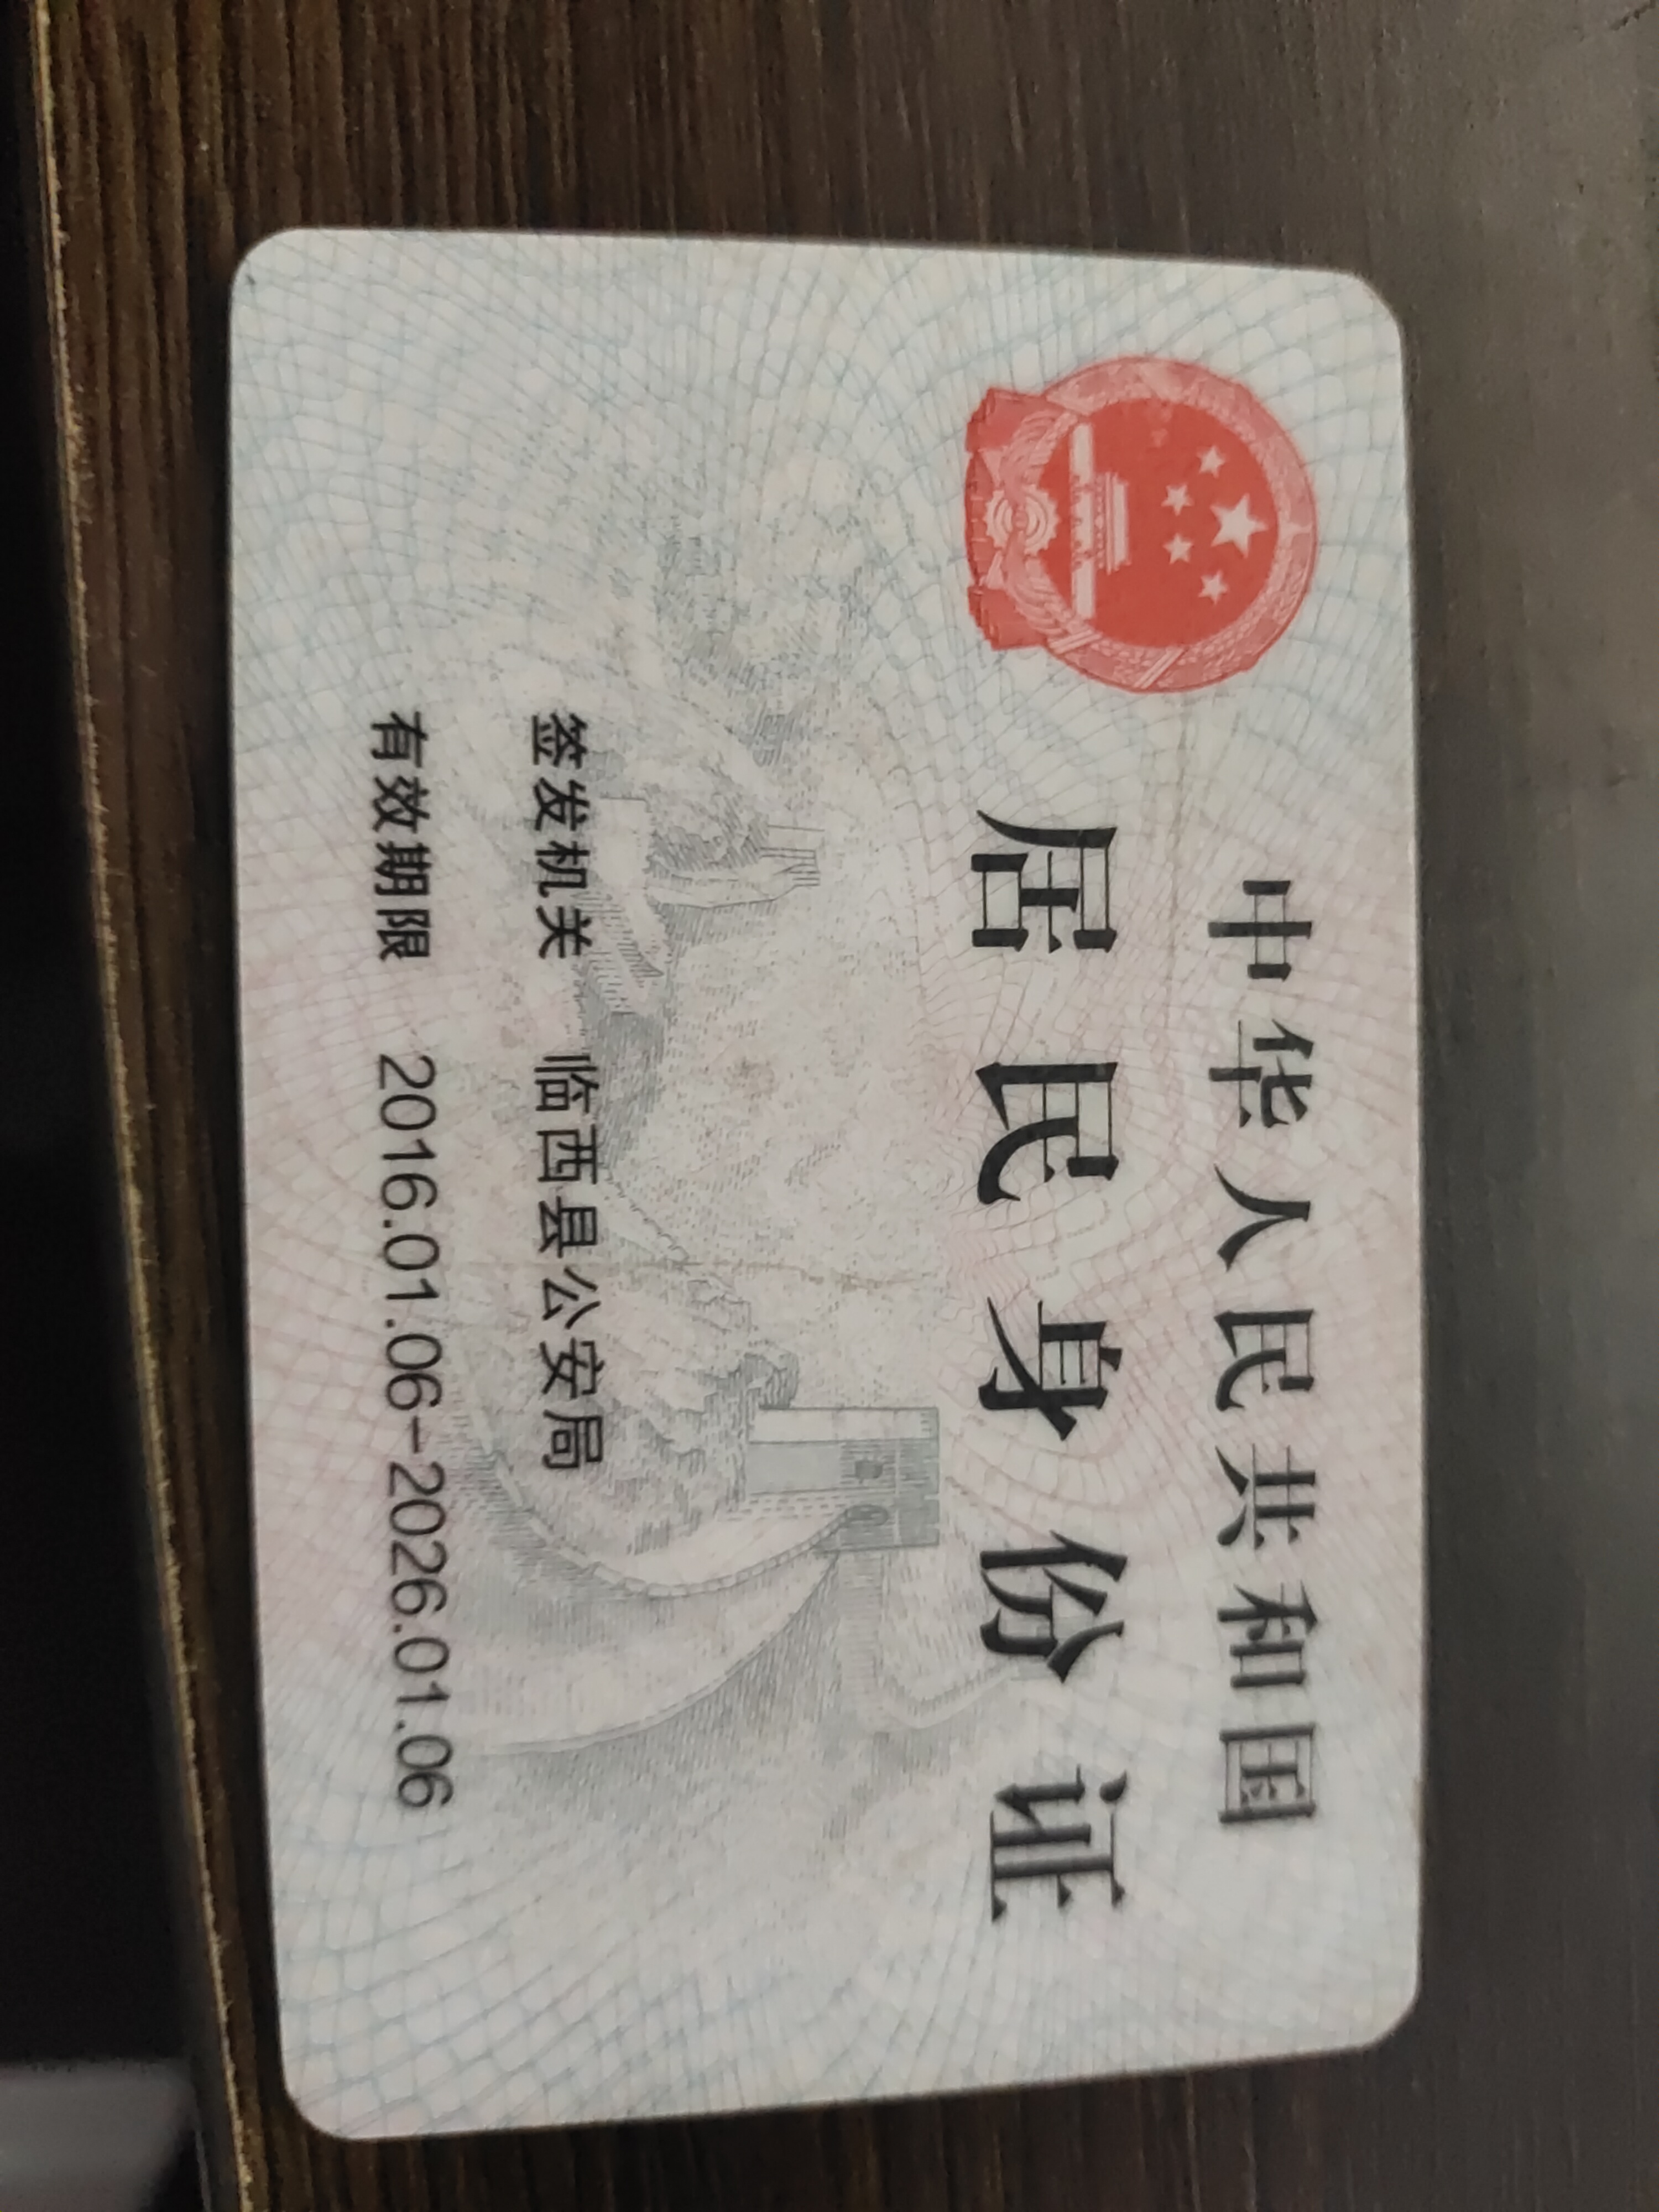 中华人民共和国
居民身份证
签发机关 临西县公安局
有效期限 2016.01.06-2026.01.06